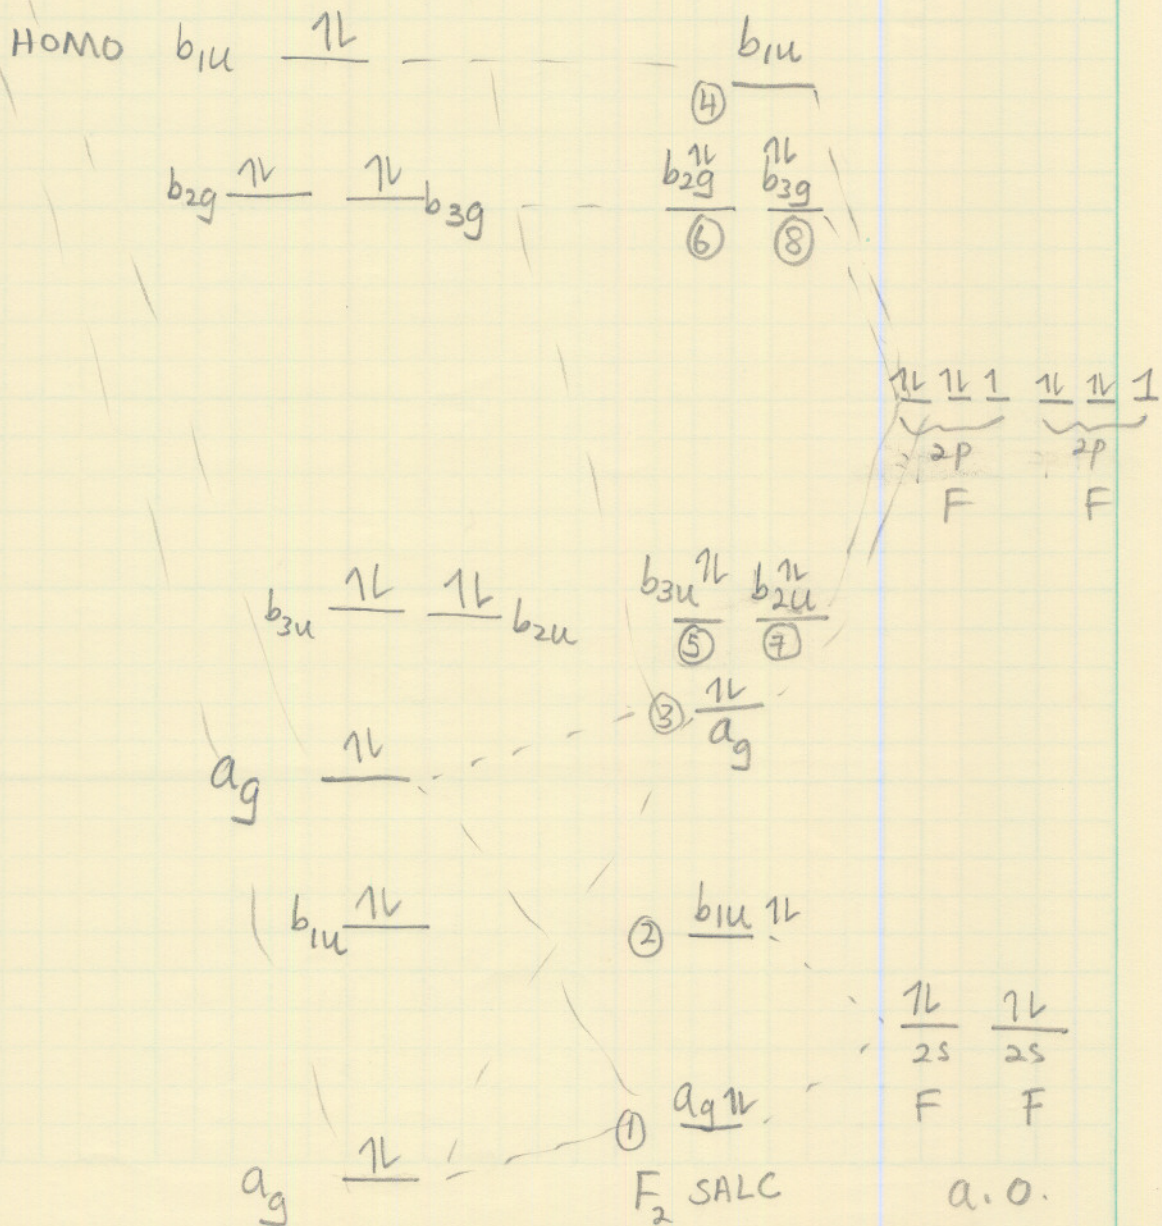 HOMO b1u 1L b1u
4
b2g 1L 1L b3g b2g 1L b3g 1L
6 8
1L 1L 1 1L 1L 1
2p 2p
F F
b3u 1L 1L b2u b3u 1L b2u 1L
5 7
ag 1L 3 1L ag
b1u 1L 2 b1u 1L
1L 1L
2s 2s
F F
1 ag 1L
ag 1L F2 SALC a.o.